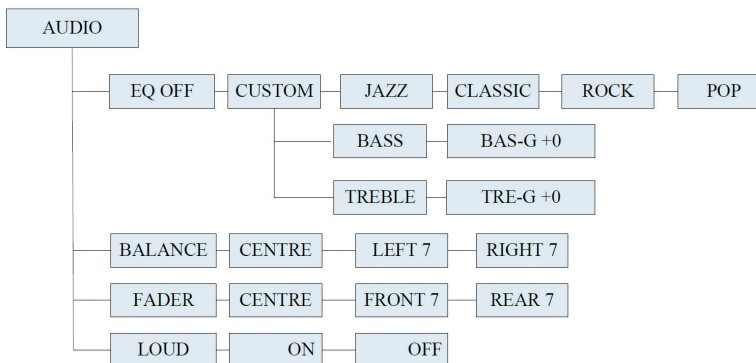 AUDIO
EQ OFF CUSTOM JAZZ CLASSIC ROCK POP
BASS BAS-G +0
TREBLE TRE-G +0
BALANCE CENTRE LEFT 7 RIGHT 7
FADER CENTRE FRONT 7 REAR 7
LOUD ON OFF